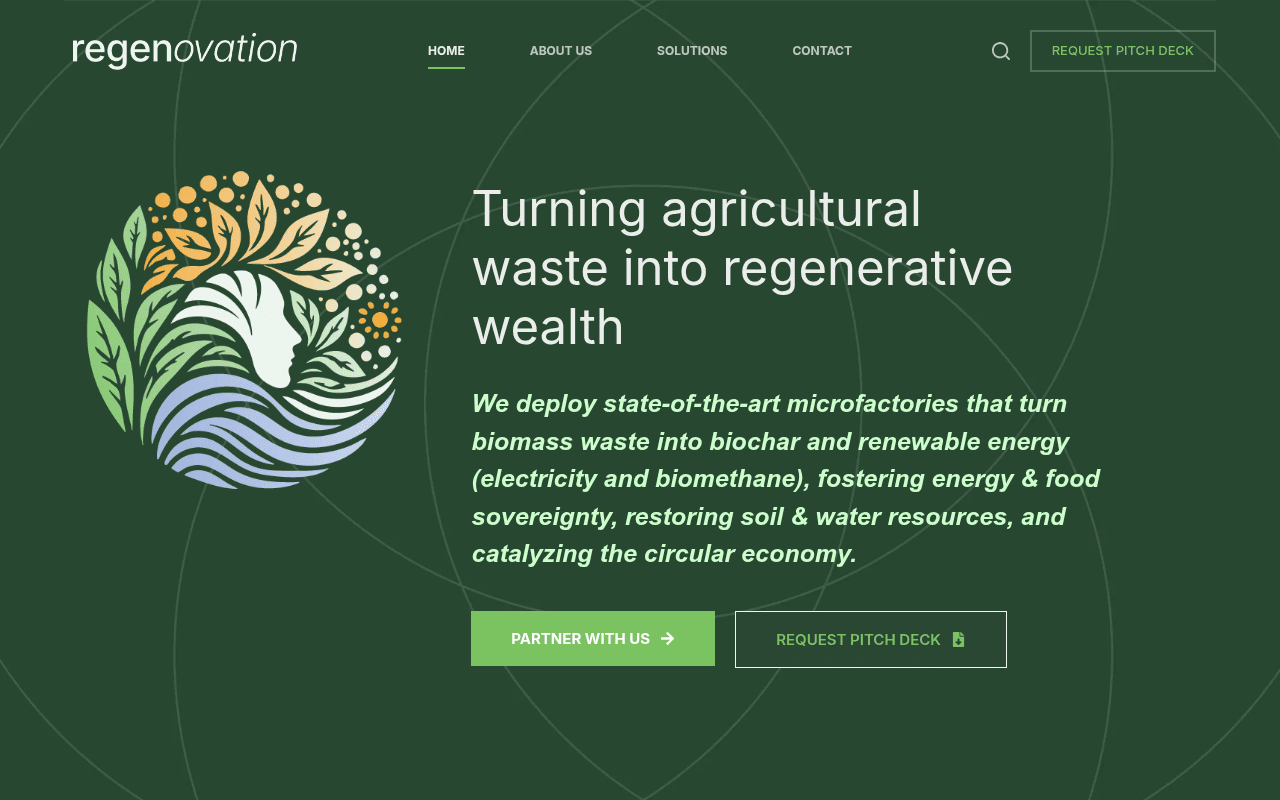 regenovation
HOME
ABOUT US
SOLUTIONS
CONTACT
REQUEST PITCH DECK
Turning agricultural
waste into regenerative
wealth
We deploy state-of-the-art microfactories that turn
biomass waste into biochar and renewable energy
(electricity and biomethane), fostering energy & food
sovereignty, restoring soil & water resources, and
catalyzing the circular economy.
PARTNER WITH US
REQUEST PITCH DECK